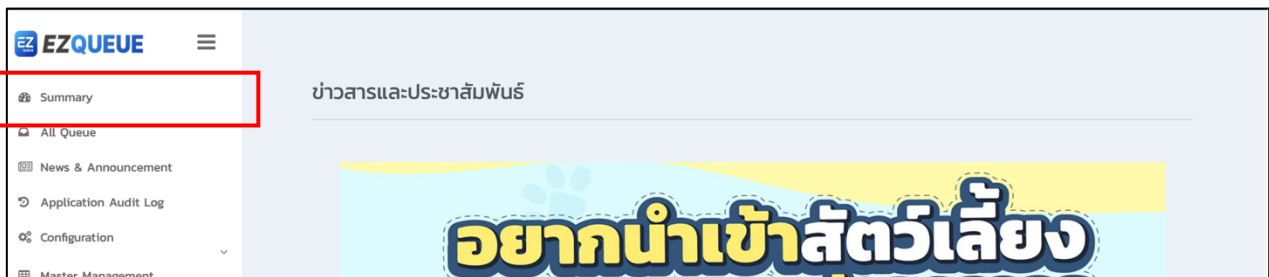 EZ EZQUEUE
Summary
All Queue
News & Announcement
Application Audit Log
Configuration
Master Management
ข่าวสารและประชาสัมพันธ์
อยากนำเข้าสัตว์เลี้ยง